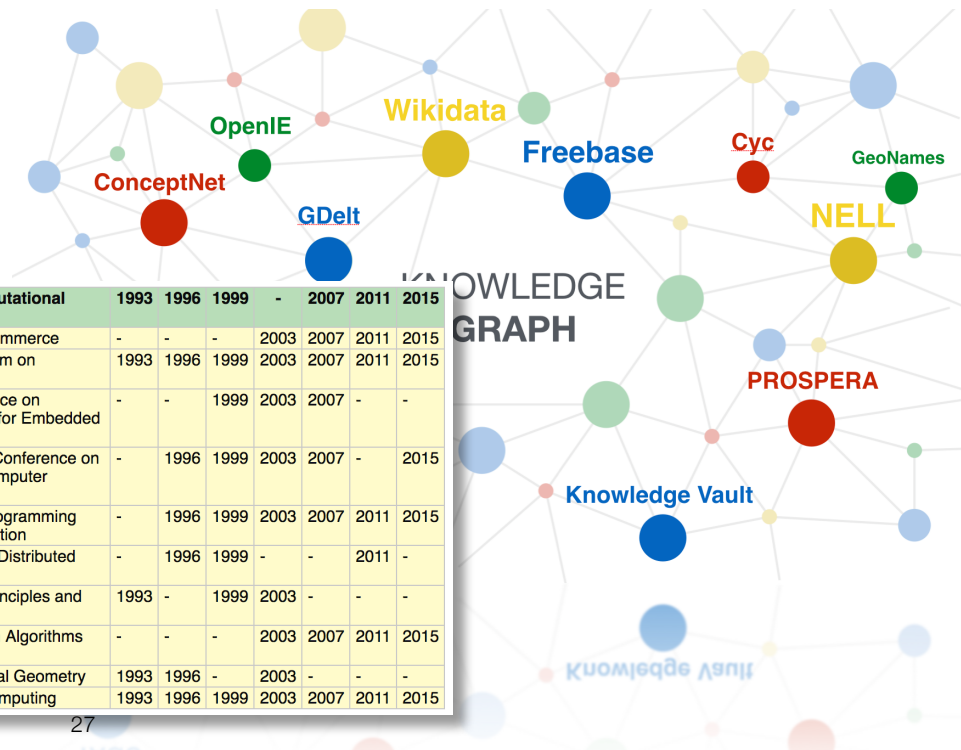 Wikidata
OpenIE
Cyc
Freebase
GeoNames
ConceptNet
NELL
GDelt
KNOWLEDGE
GRAPH
utational 1993 1996 1999 - 2007 2011 2015
mmerce - - - 2003 2007 2011 2015
m on 1993 1996 1999 2003 2007 2011 2015
ce on - - 1999 2003 2007 - -
for Embedded
Conference on - 1996 1999 2003 2007 - 2015
mputer
ogramming - 1996 1999 2003 2007 2011 2015
tion
Distributed - 1996 1999 - - 2011 -
nciples and 1993 - 1999 2003 - - -
Algorithms - - - 2003 2007 2011 2015
al Geometry 1993 1996 - 2003 - - -
mputing 1993 1996 1999 2003 2007 2011 2015
PROSPERA
Knowledge Vault
Knowledge Vault
27